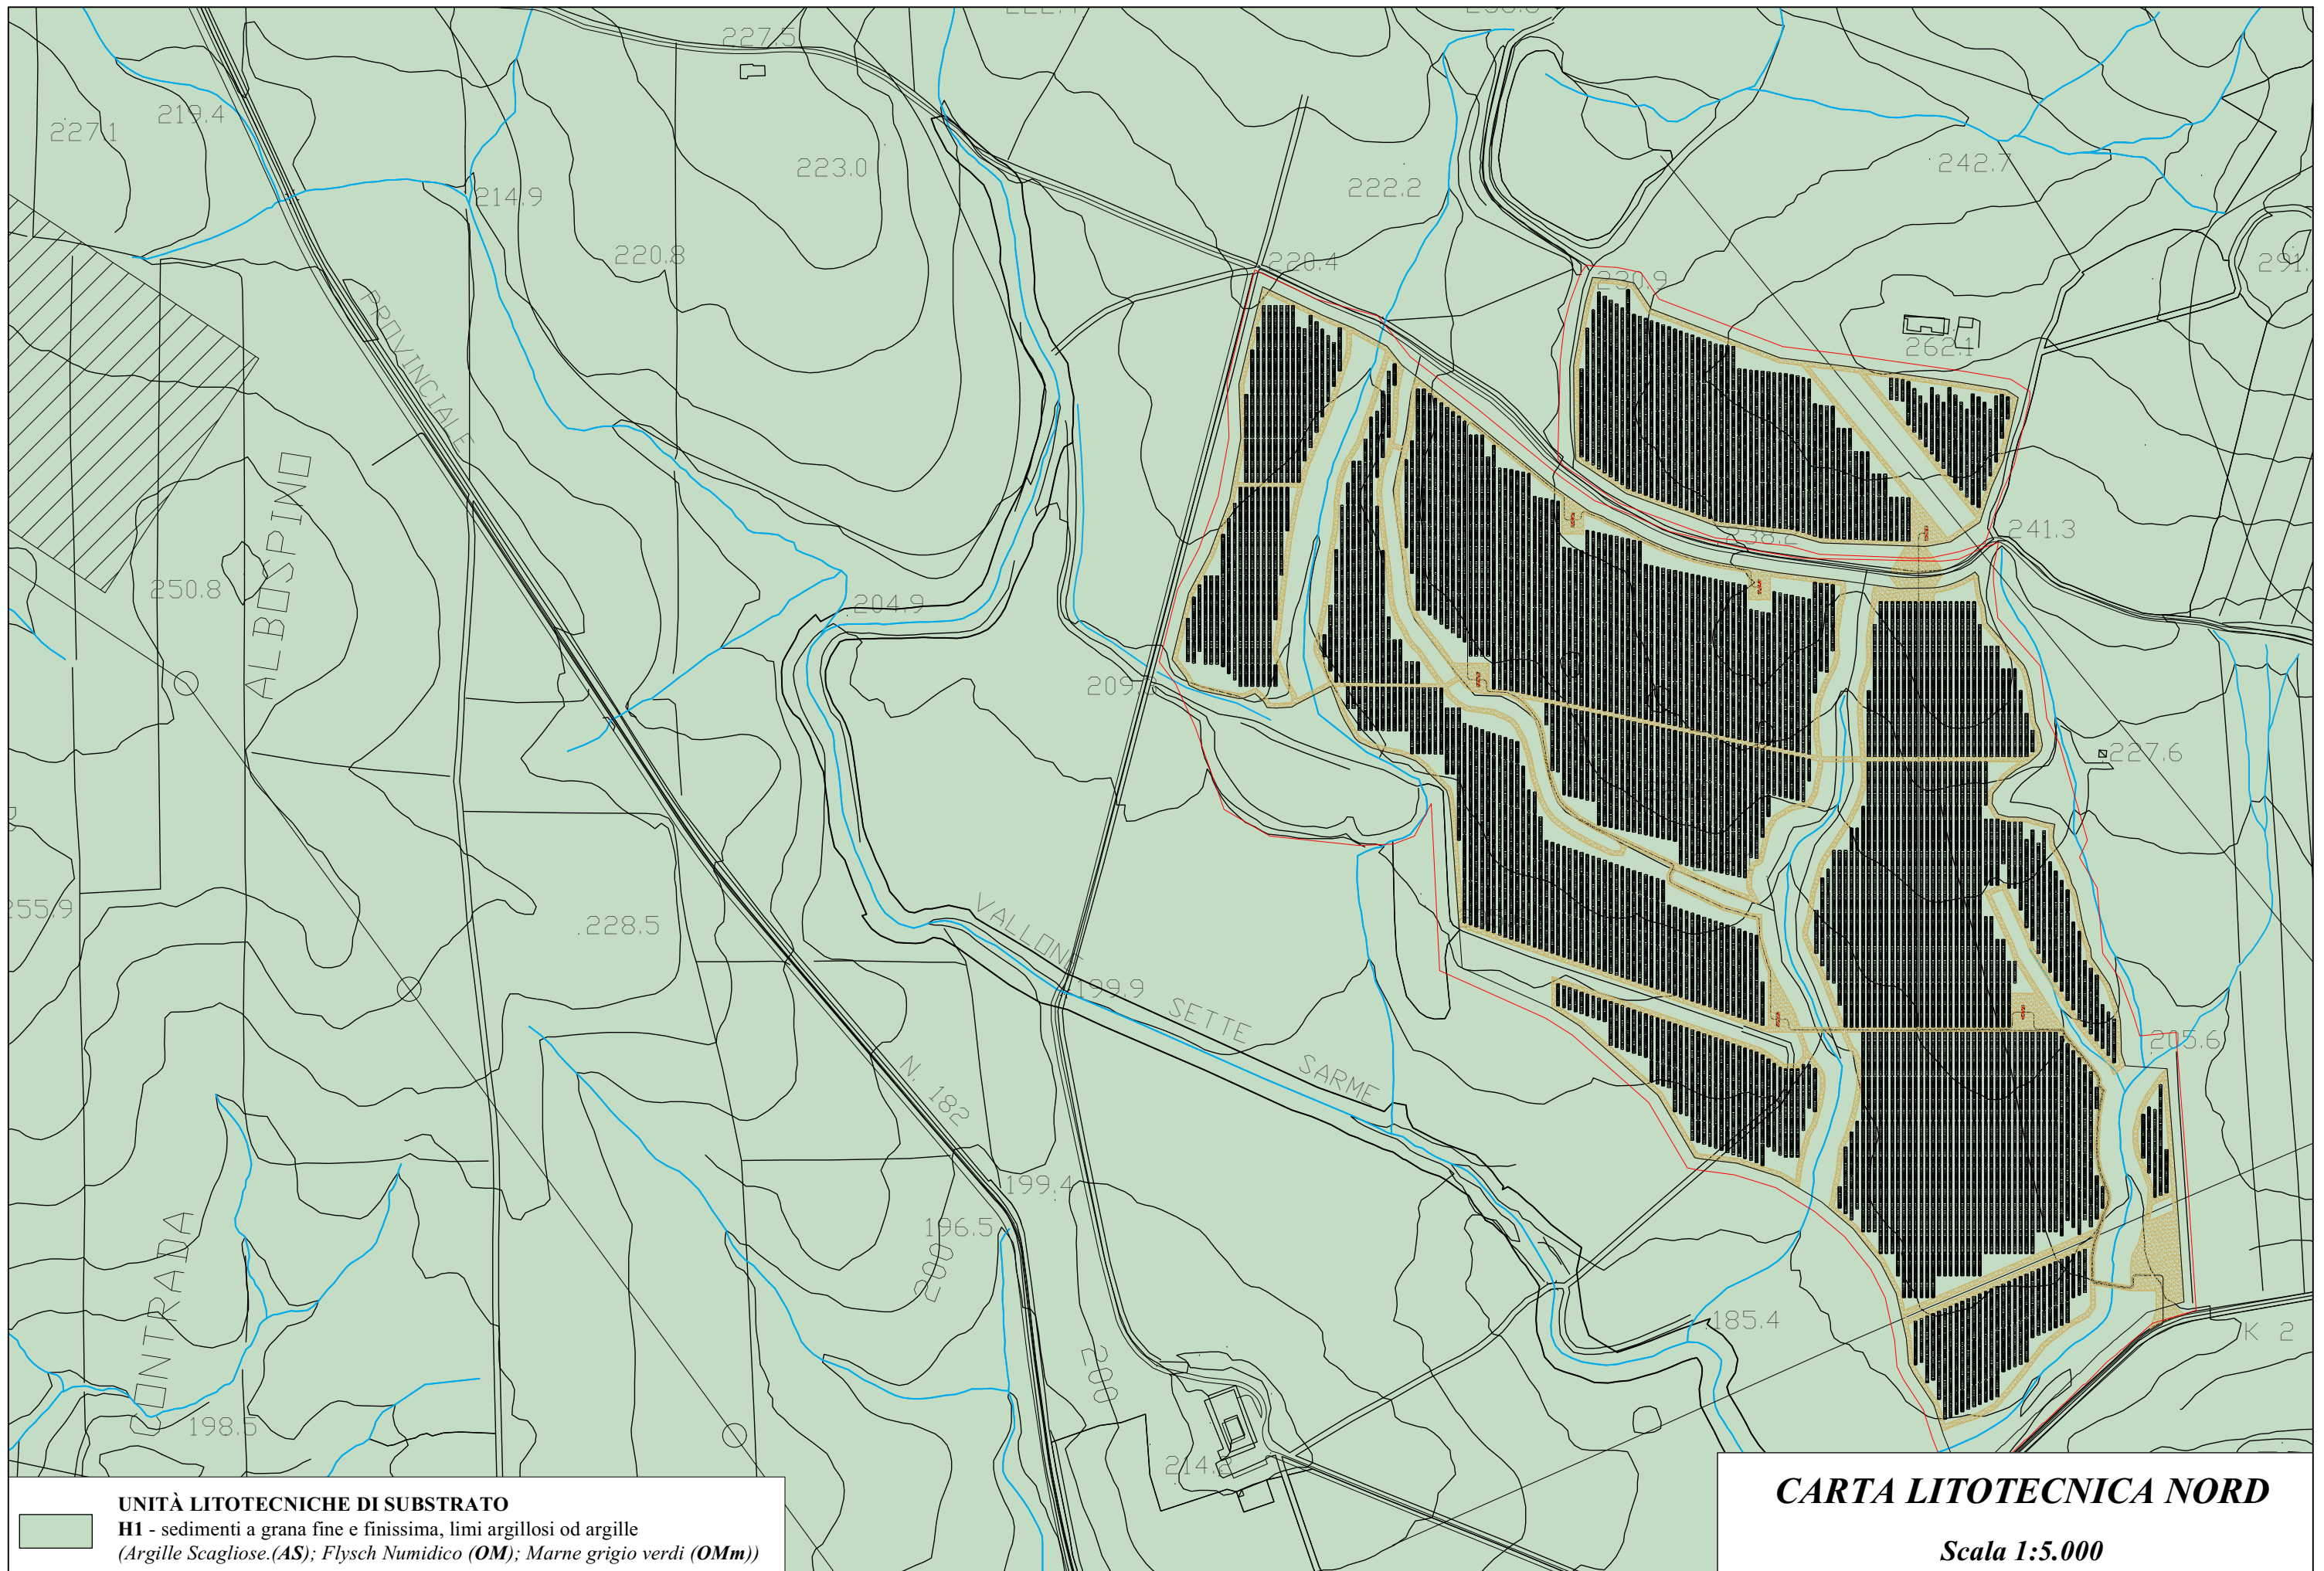 227.5
219.4
227.1
223.0
222.2
242.7
214.9
220.8
220.4
230.9
262.1
PROVINCIALE
ALBOSPINO
238.2
241.3
250.8
204.9
227.6
255.9
228.5
VALLONE
199.9
SETTE
SARME
205.6
N. 182
199.4
196.5
200
CONTRADA
185.4
K 2
200
198.5
214.2
UNITÀ LITOTECNICHE DI SUBSTRATO
H1 - sedimenti a grana fine e finissima, limi argillosi od argille
(Argille Scagliose.(AS); Flysch Numidico (OM); Marne grigio verdi (OMm))
CARTA LITOTECNICA NORD
Scala 1:5.000